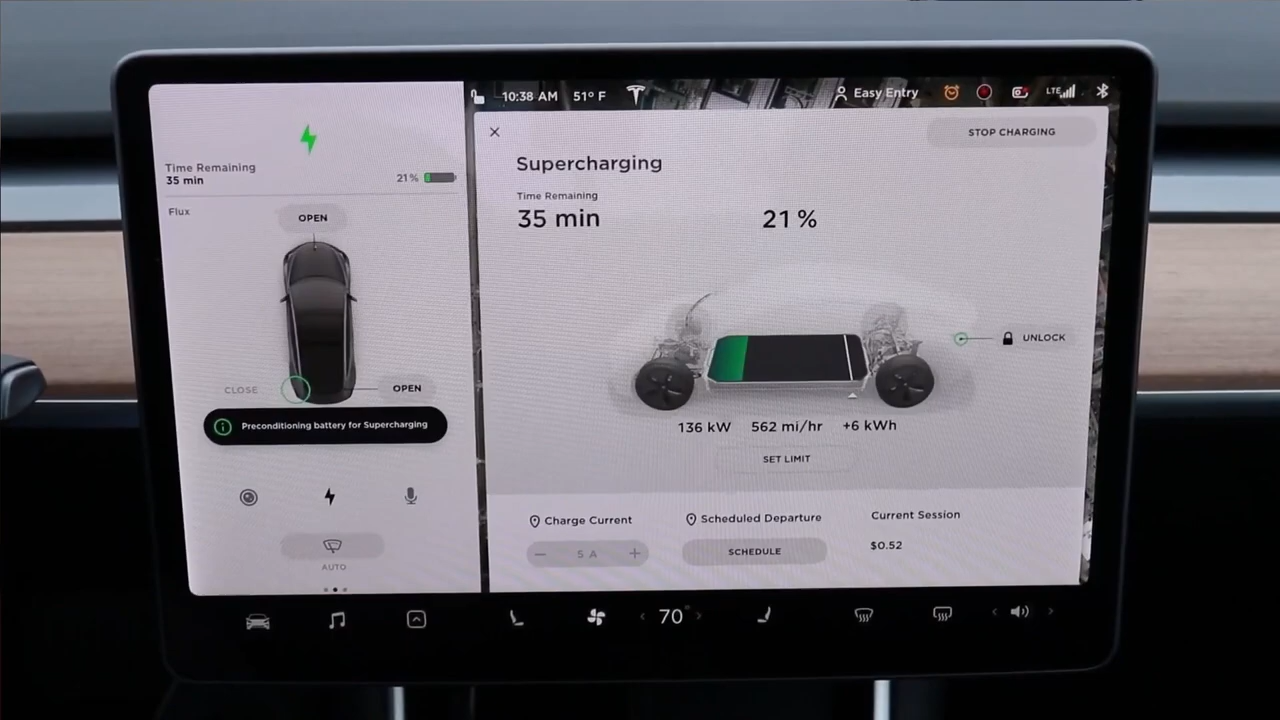 10:38 AM 51° F
Easy Entry
LTE
Time Remaining
35 min
21 %
Flux
OPEN
CLOSE
OPEN
Preconditioning battery for Supercharging
AUTO
STOP CHARGING
Supercharging
Time Remaining
35 min
21 %
UNLOCK
136 kW 562 mi/hr +6 kWh
SET LIMIT
Charge Current
5 A
Scheduled Departure
SCHEDULE
Current Session
$0.52
70°